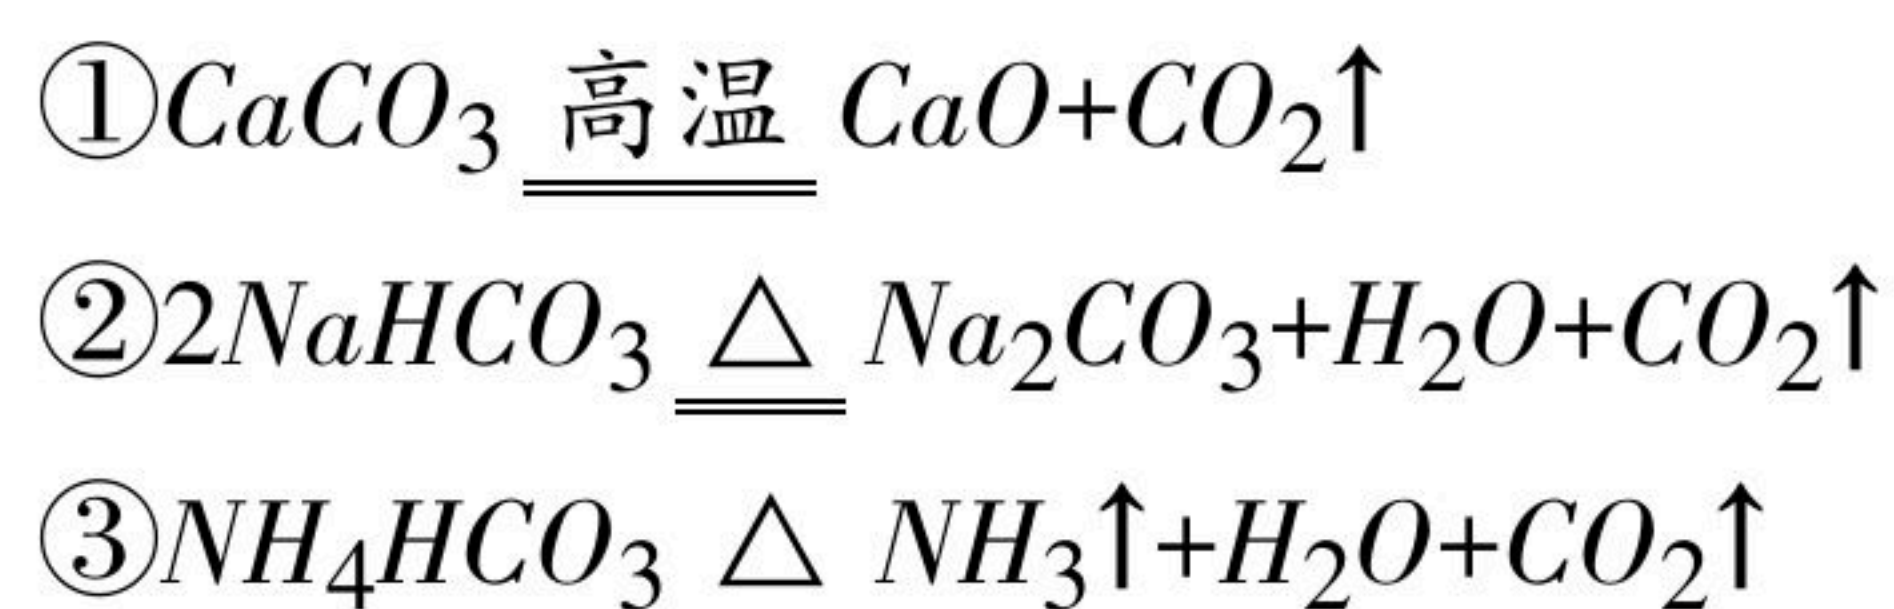 ①CaCO₃ 高温 CaO+CO₂↑
②2NaHCO₃ △ Na₂CO₃+H₂O+CO₂↑
③NH₄HCO₃ △ NH₃↑+H₂O+CO₂↑